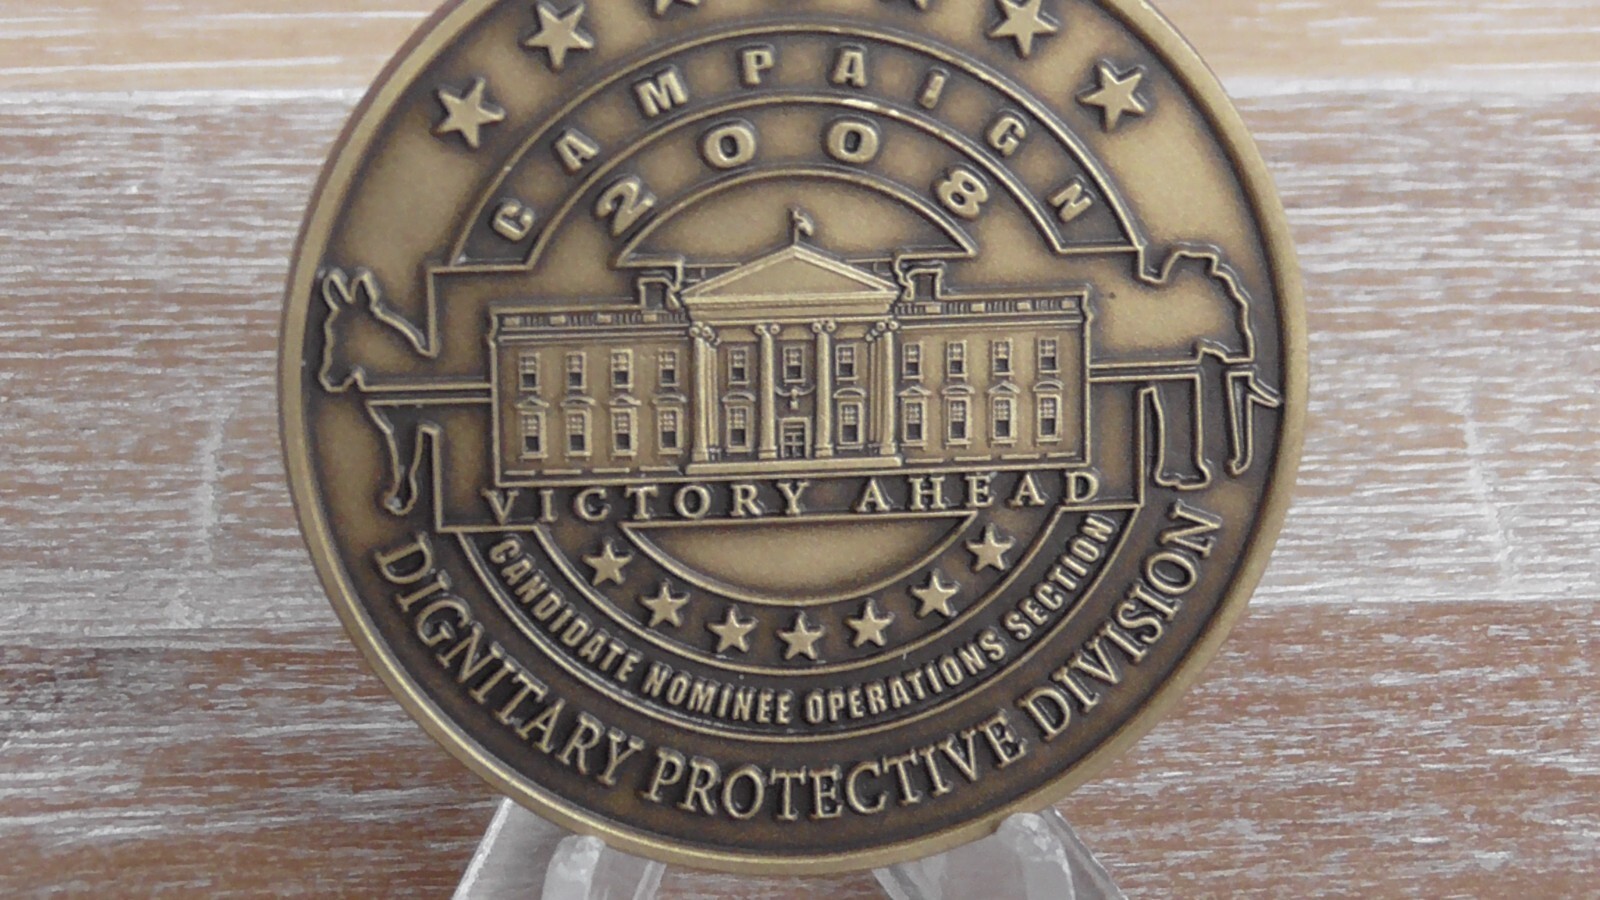 CAMPAIGN
2008
VICTORY AHEAD
CANDIDATE NOMINEE OPERATIONS SECTION
DIGNITARY PROTECTIVE DIVISION